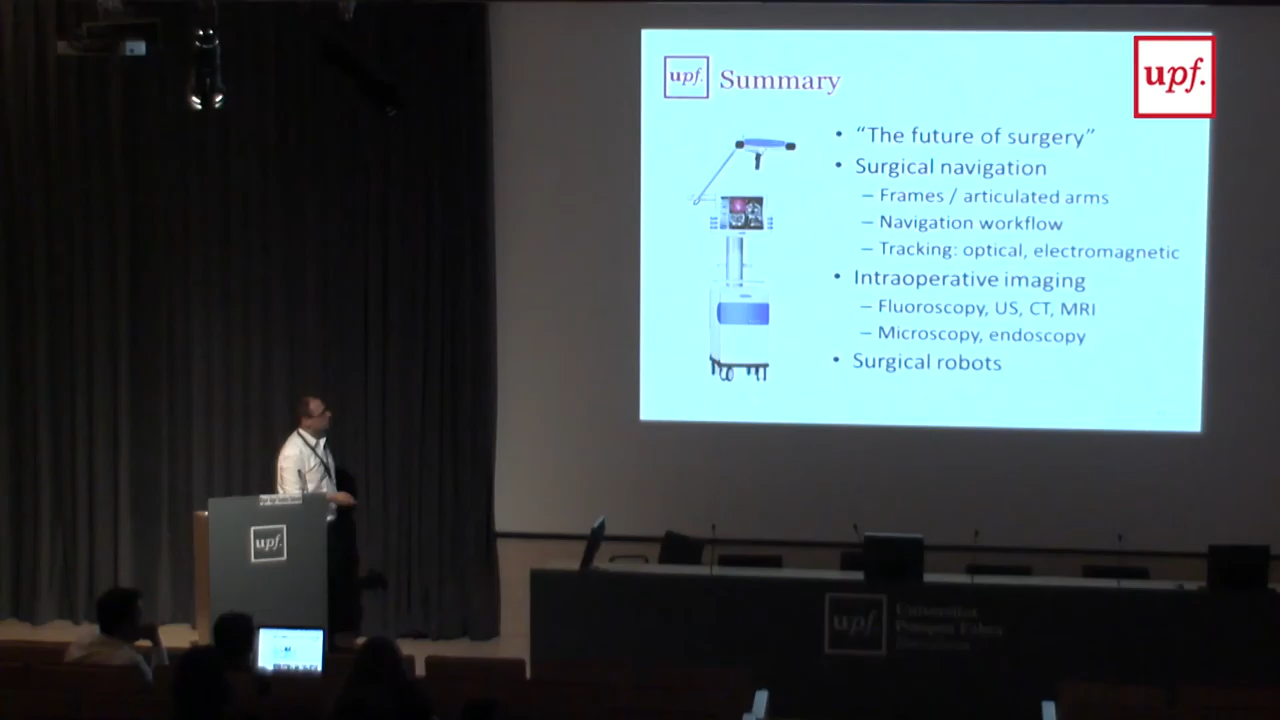 upf. Summary
upf.
• “The future of surgery”
• Surgical navigation
– Frames / articulated arms
– Navigation workflow
– Tracking: optical, electromagnetic
• Intraoperative imaging
– Fluoroscopy, US, CT, MRI
– Microscopy, endoscopy
• Surgical robots
upf.
upf.
Universitat
Pompeu Fabra